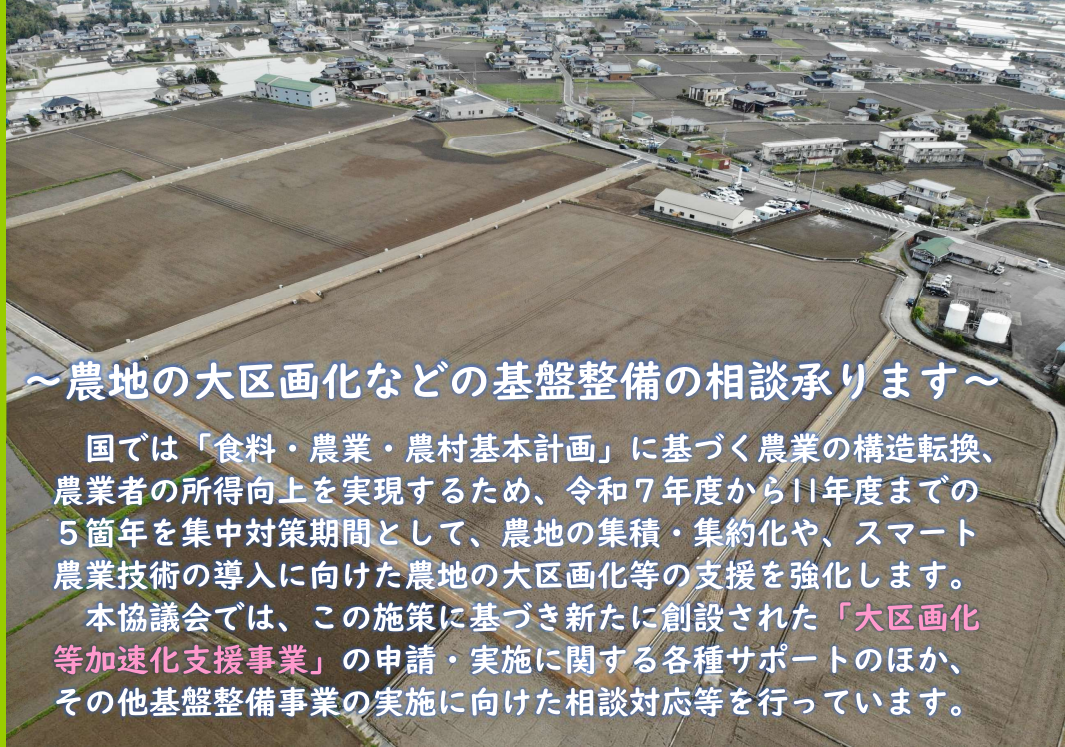 ～農地の大区画化などの基盤整備の相談承ります～
国では「食料・農業・農村基本計画」に基づく農業の構造転換、
農業者の所得向上を実現するため、令和７年度から11年度までの
５箇年を集中対策期間として、農地の集積・集約化や、スマート
農業技術の導入に向けた農地の大区画化等の支援を強化します。
本協議会では、この施策に基づき新たに創設された「大区画化
等加速化支援事業」の申請・実施に関する各種サポートのほか、
その他基盤整備事業の実施に向けた相談対応等を行っています。